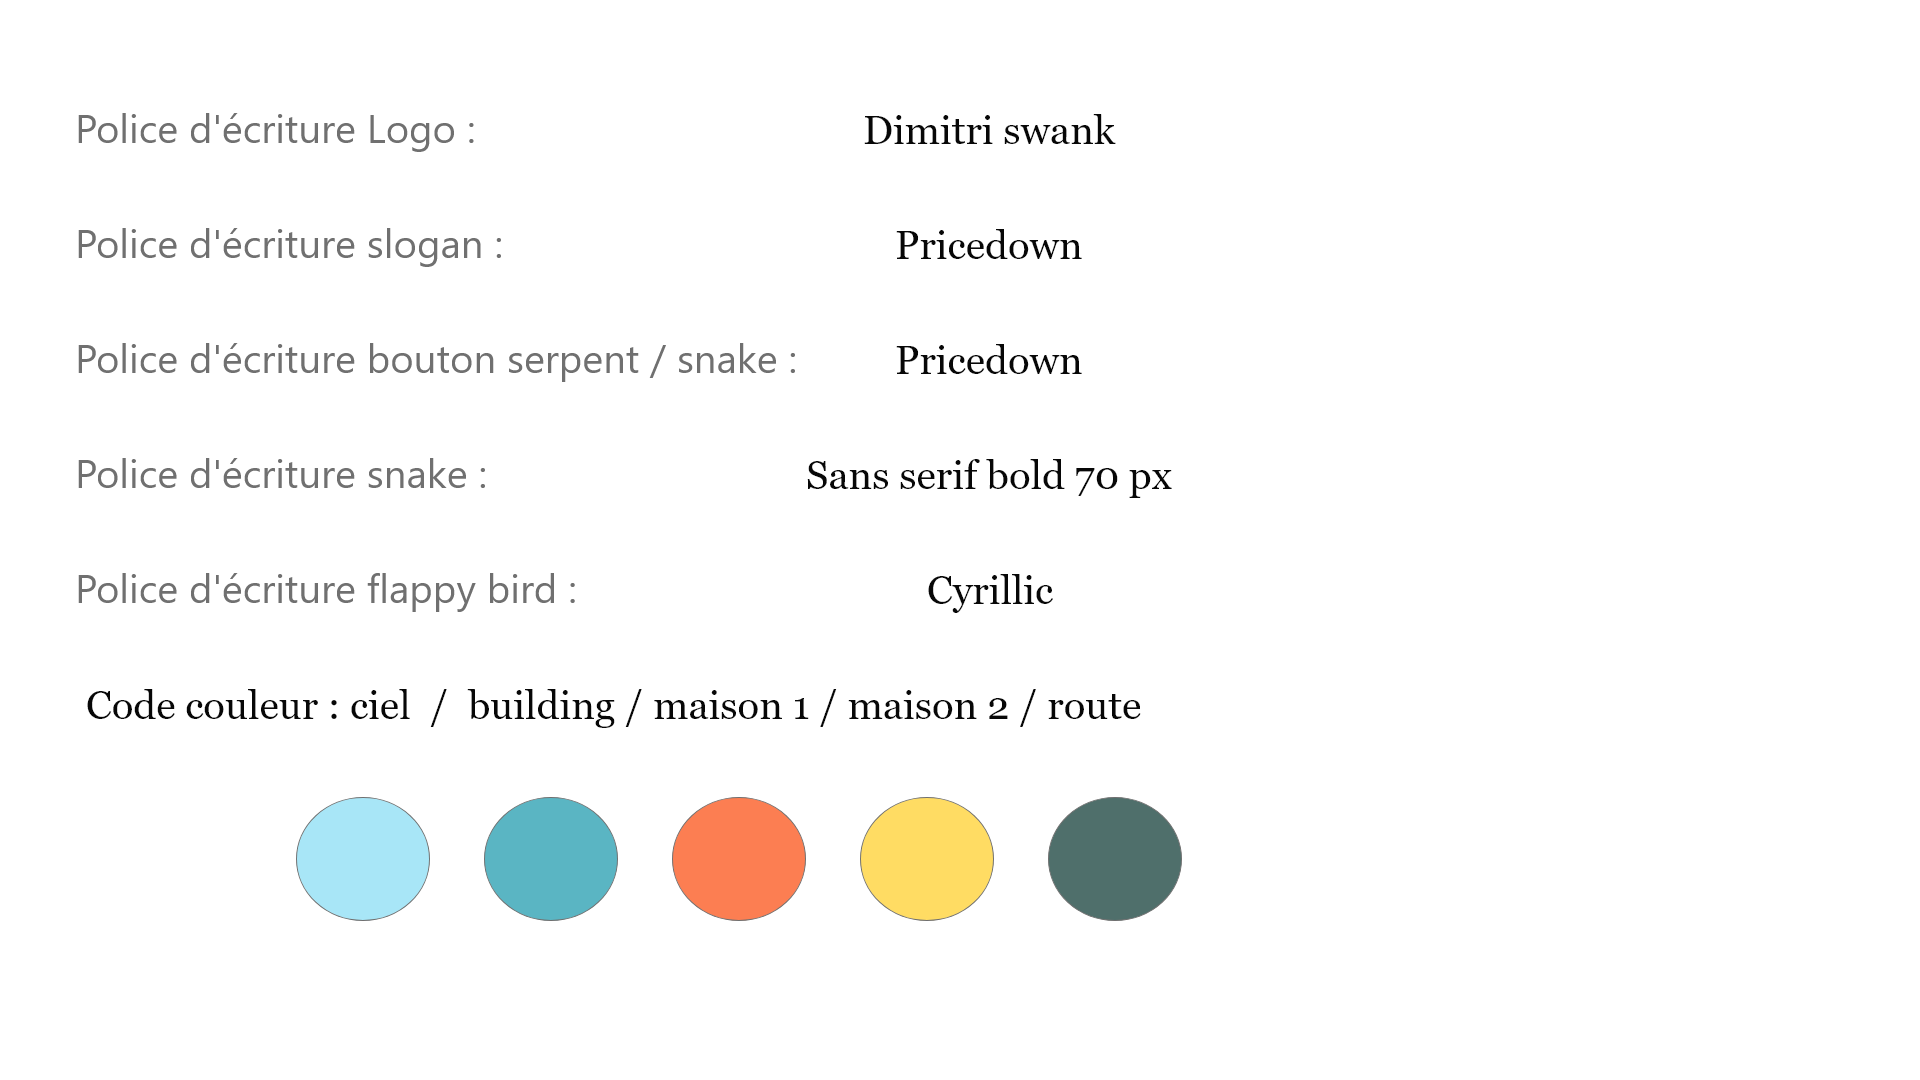 Police d'écriture Logo : Dimitri swank
Police d'écriture slogan : Pricedown
Police d'écriture bouton serpent / snake : Pricedown
Police d'écriture snake : Sans serif bold 70 px
Police d'écriture flappy bird : Cyrillic
Code couleur : ciel / building / maison 1 / maison 2 / route